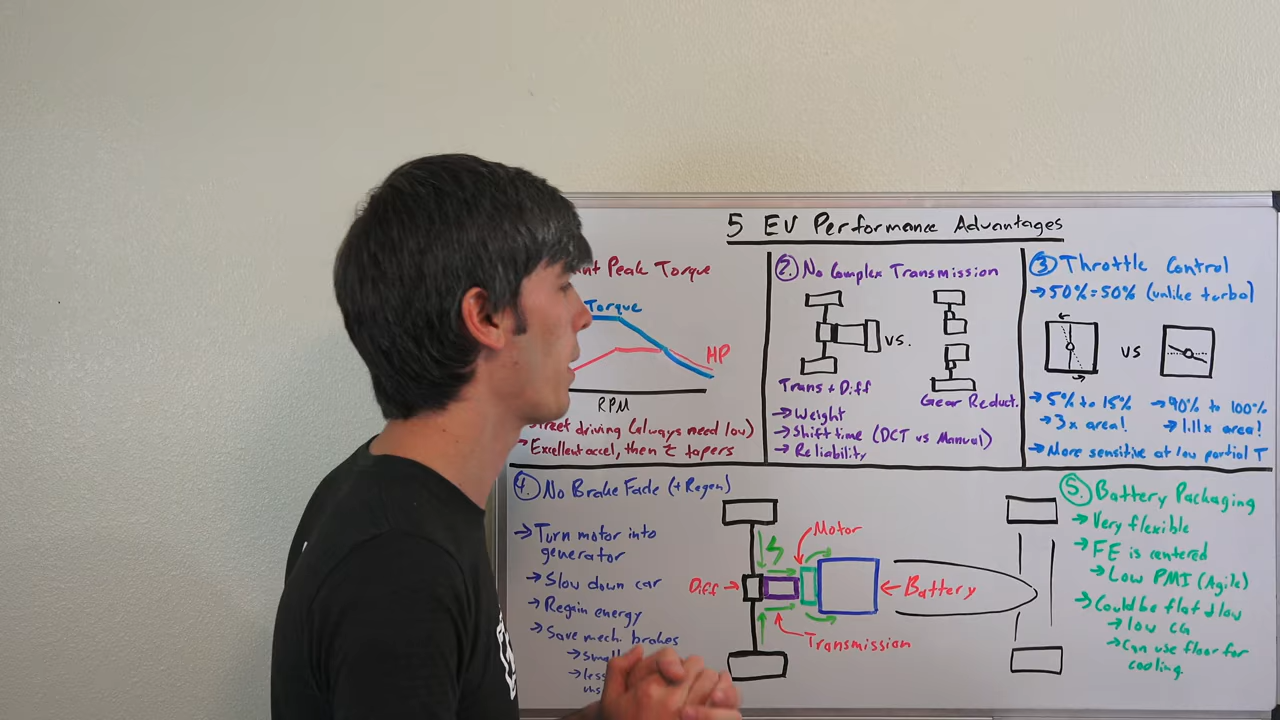 5 EV Performance Advantages
Peak Torque
Torque
HP
RPM
Street driving (always need low)
→ Excellent accel, then τ tapers
2. No Complex Transmission
vs.
Trans + Diff
Gear Reduct.
→ Weight
→ Shift time (DCT vs Manual)
→ Reliability
3 Throttle Control
→ 50% = 50% (unlike turbo)
vs
→ 5% to 15%
→ 3x area!
→ 90% to 100%
→ 1.11x area!
→ More sensitive at low partial T
4. No Brake Fade (+Regen)
→ Turn motor into
generator
→ Slow down car
→ Regain energy
→ Save mech. brakes
Motor
Diff →
← Battery
Transmission
5. Battery Packaging
→ Very flexible
→ FE is centered
→ Low PMI (Agile)
→ Could be flat & low
→ low CG
→ Can use floor for
cooling.